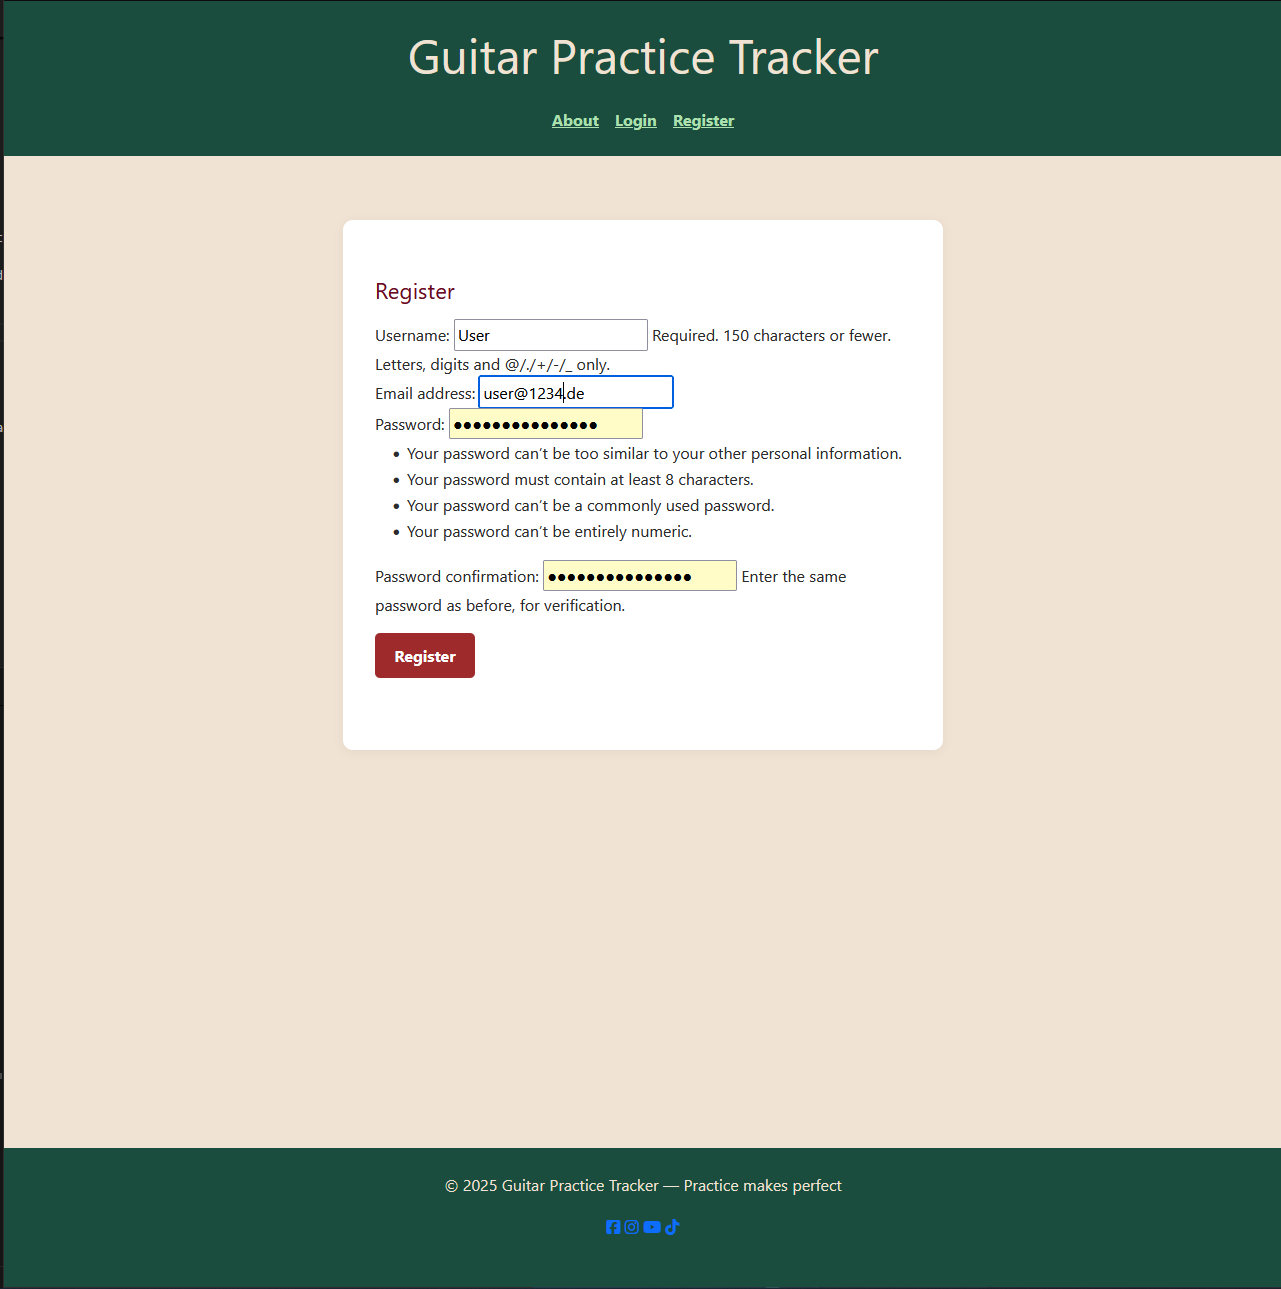 Guitar Practice Tracker
About Login Register
Register
Username: User Required. 150 characters or fewer.
Letters, digits and @/./+/-/_ only.
Email address: user@1234.de
Password: ●●●●●●●●●●●●●●●
• Your password can’t be too similar to your other personal information.
• Your password must contain at least 8 characters.
• Your password can’t be a commonly used password.
• Your password can’t be entirely numeric.
Password confirmation: ●●●●●●●●●●●●●●● Enter the same
password as before, for verification.
Register
© 2025 Guitar Practice Tracker — Practice makes perfect